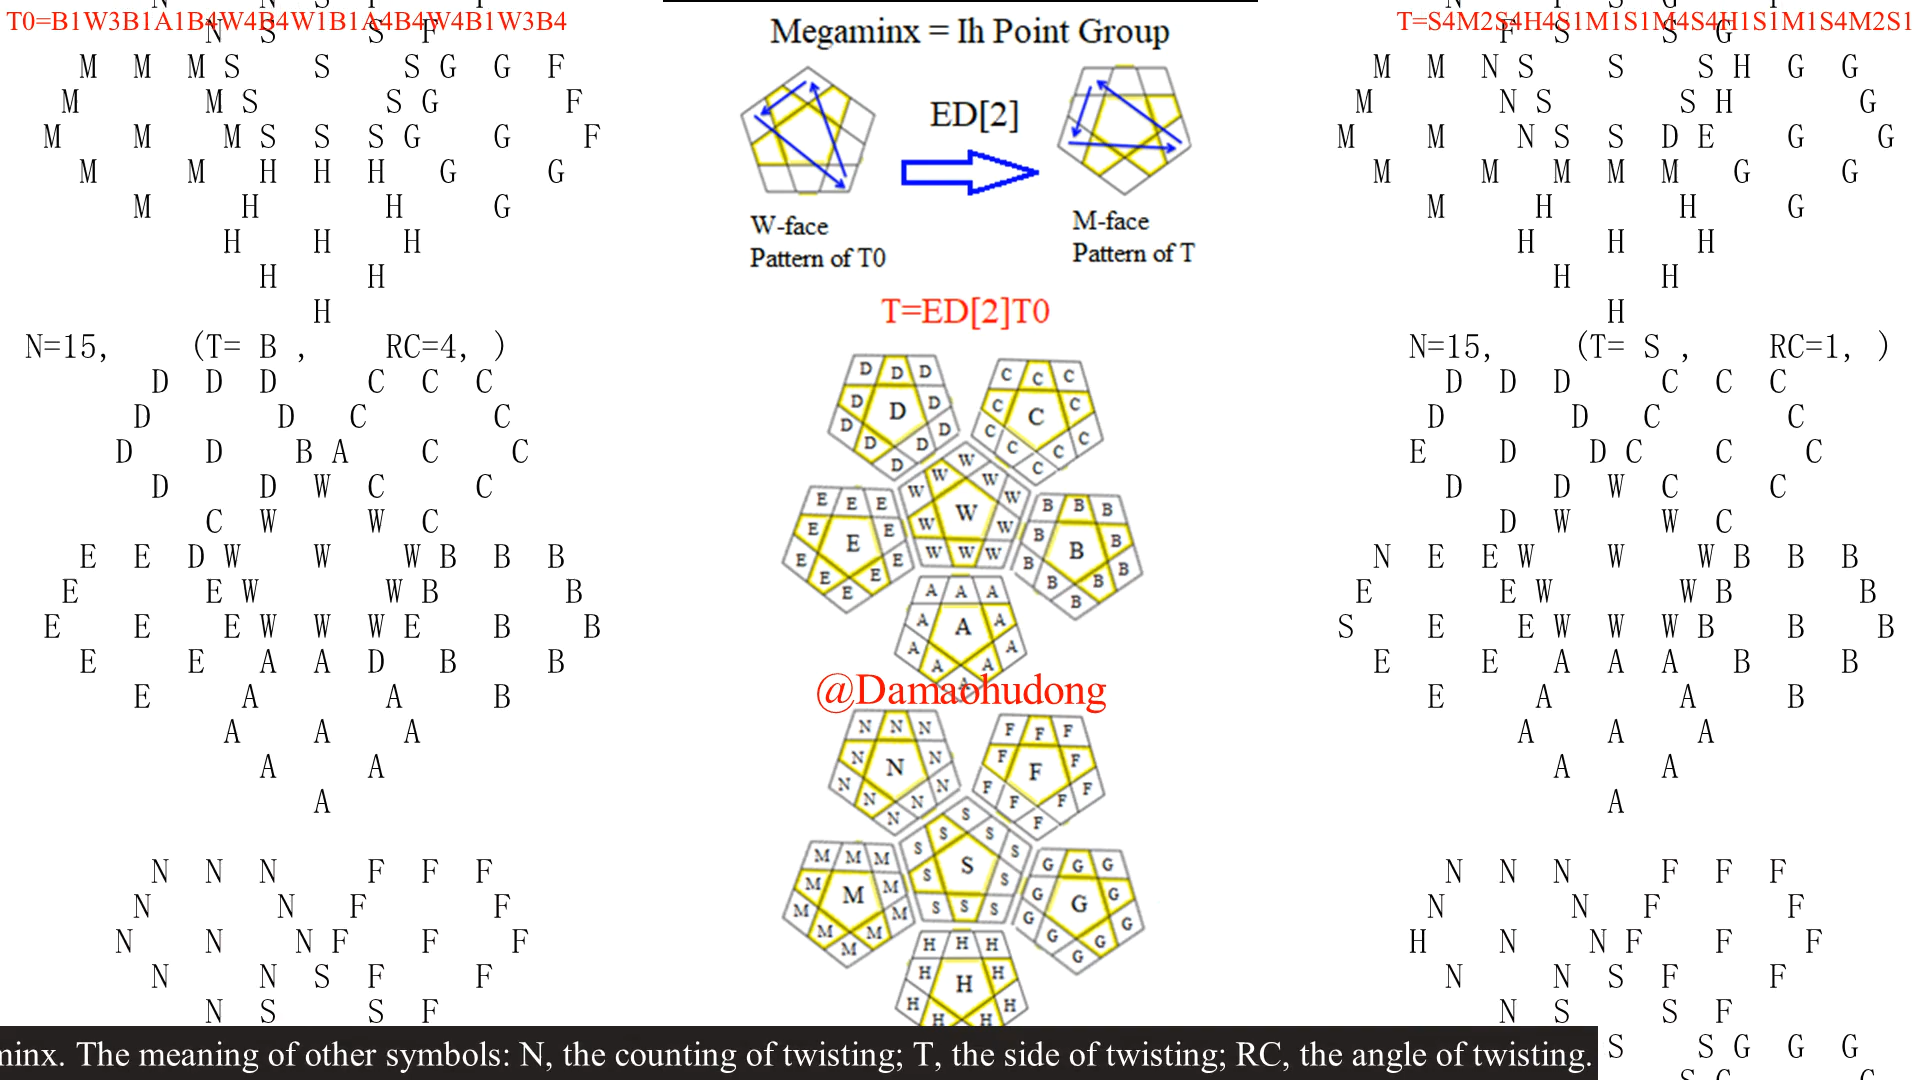 T0=B1W3B1A1B4W4B4W1B1A4B4W4B1W3B4
N S S F
M M M S S S G G F
M M S S G F
M M M S S S G G F
M M H H H G G
M H H G
H H H
H H
H
N=15, (T= B , RC=4, )
D D D C C C
D D C C
D D B A C C
D D W C C
C W W C
E E D W W W B B B
E E W W B B
E E E W W W E B B
E E A A D B B
E A A B
A A A
A A
A
N N N F F F
N N F F
N N N F F F
N N S F F
N S S F
Megaminx = Ih Point Group
ED[2]
W-face
Pattern of T0
M-face
Pattern of T
T=ED[2]T0
D D D
D D D
D D
D D
D
C C C
C C C
C C
C C
C
W
W W
W W
W W W
W W W
E E E
E E
E
E E
E E
E
B B B
B B
B
B B
B B
B
A A A
A A A
A A
A A
A
@Damaohudong
N N N
N N
N
N N
N N
N
F F F
F F
F
F F
F F
F
S
S S
S S
S
S S
S S S
M M M
M M
M
M M
M M
M
G G G
G G
G
G G
G G
G
H H H
H H
H
H H
H H
T=S4M2S4H4S1M1S1M4S4H1S1M1S4M2S1
F S S G
M M N S S S H G G
M N S S H G
M M N S S D E G G
M M M M M G G
M H H G
H H H
H H
H
N=15, (T= S , RC=1, )
D D D C C C
D D C C
E D D C C C
D D W C C
D W W C
N E E W W W B B B
E E W W B B
S E E W W W B B B
E E A A A B B
E A A B
A A A
A A
A
N N N F F F
N N F F
H N N F F F
N N S F F
N S S F
S S G G G
minx. The meaning of other symbols: N, the counting of twisting; T, the side of twisting; RC, the angle of twisting.